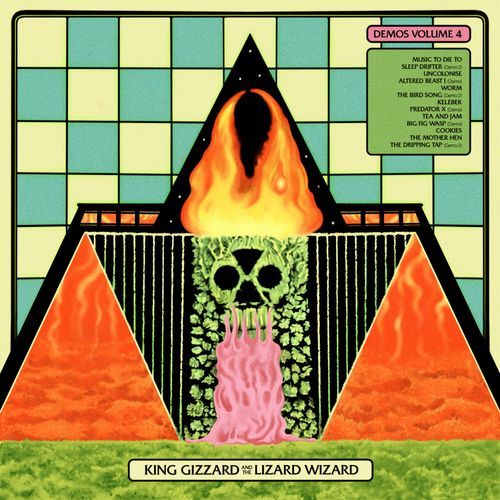 DEMOS VOLUME 4
MUSIC TO DIE TO
SLEEP DRIFTER (Demo 2)
UNCOLONISE
ALTERED BEAST I (Demo)
WORM
THE BIRD SONG (Demo 2)
KELEBEK
PREDATOR X (Demo)
TEA AND JAM
BIG FIG WASP (Demo)
COOKIES
THE MOTHER HEN
THE DRIPPING TAP (Demo 2)
KING GIZZARD AND THE LIZARD WIZARD